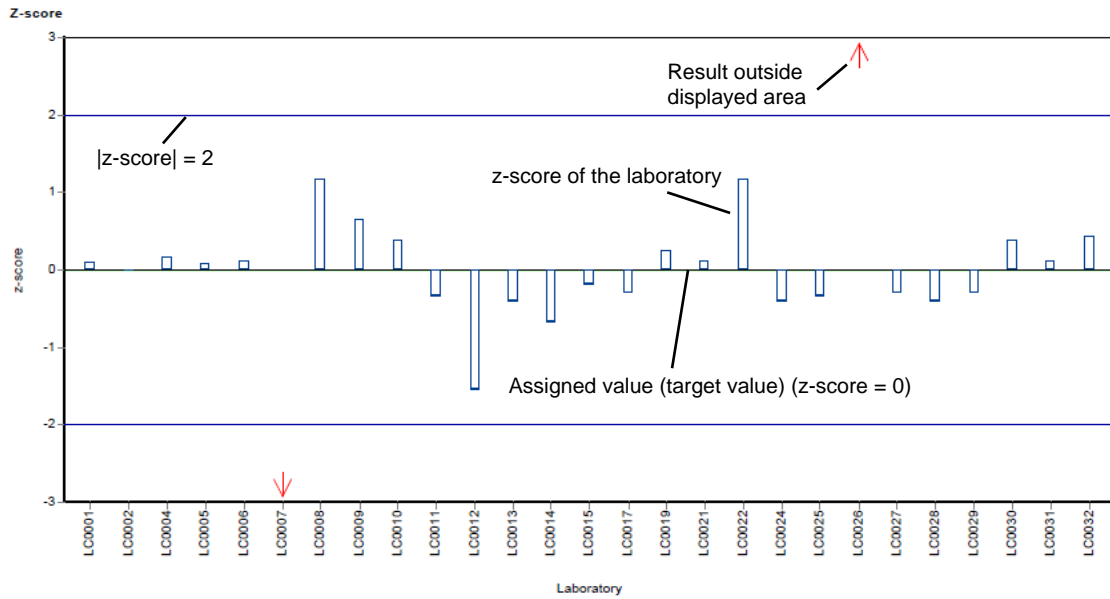 Z-score
3
Result outside
displayed area
2
|z-score| = 2
z-score of the laboratory
1
z-score
0
-1
Assigned value (target value) (z-score = 0)
-2
-3
LC0001
LC0002
LC0004
LC0005
LC0006
LC0007
LC0008
LC0009
LC0010
LC0011
LC0012
LC0013
LC0014
LC0015
LC0017
LC0019
LC0021
LC0022
LC0024
LC0025
LC0026
LC0027
LC0028
LC0029
LC0030
LC0031
LC0032
Laboratory